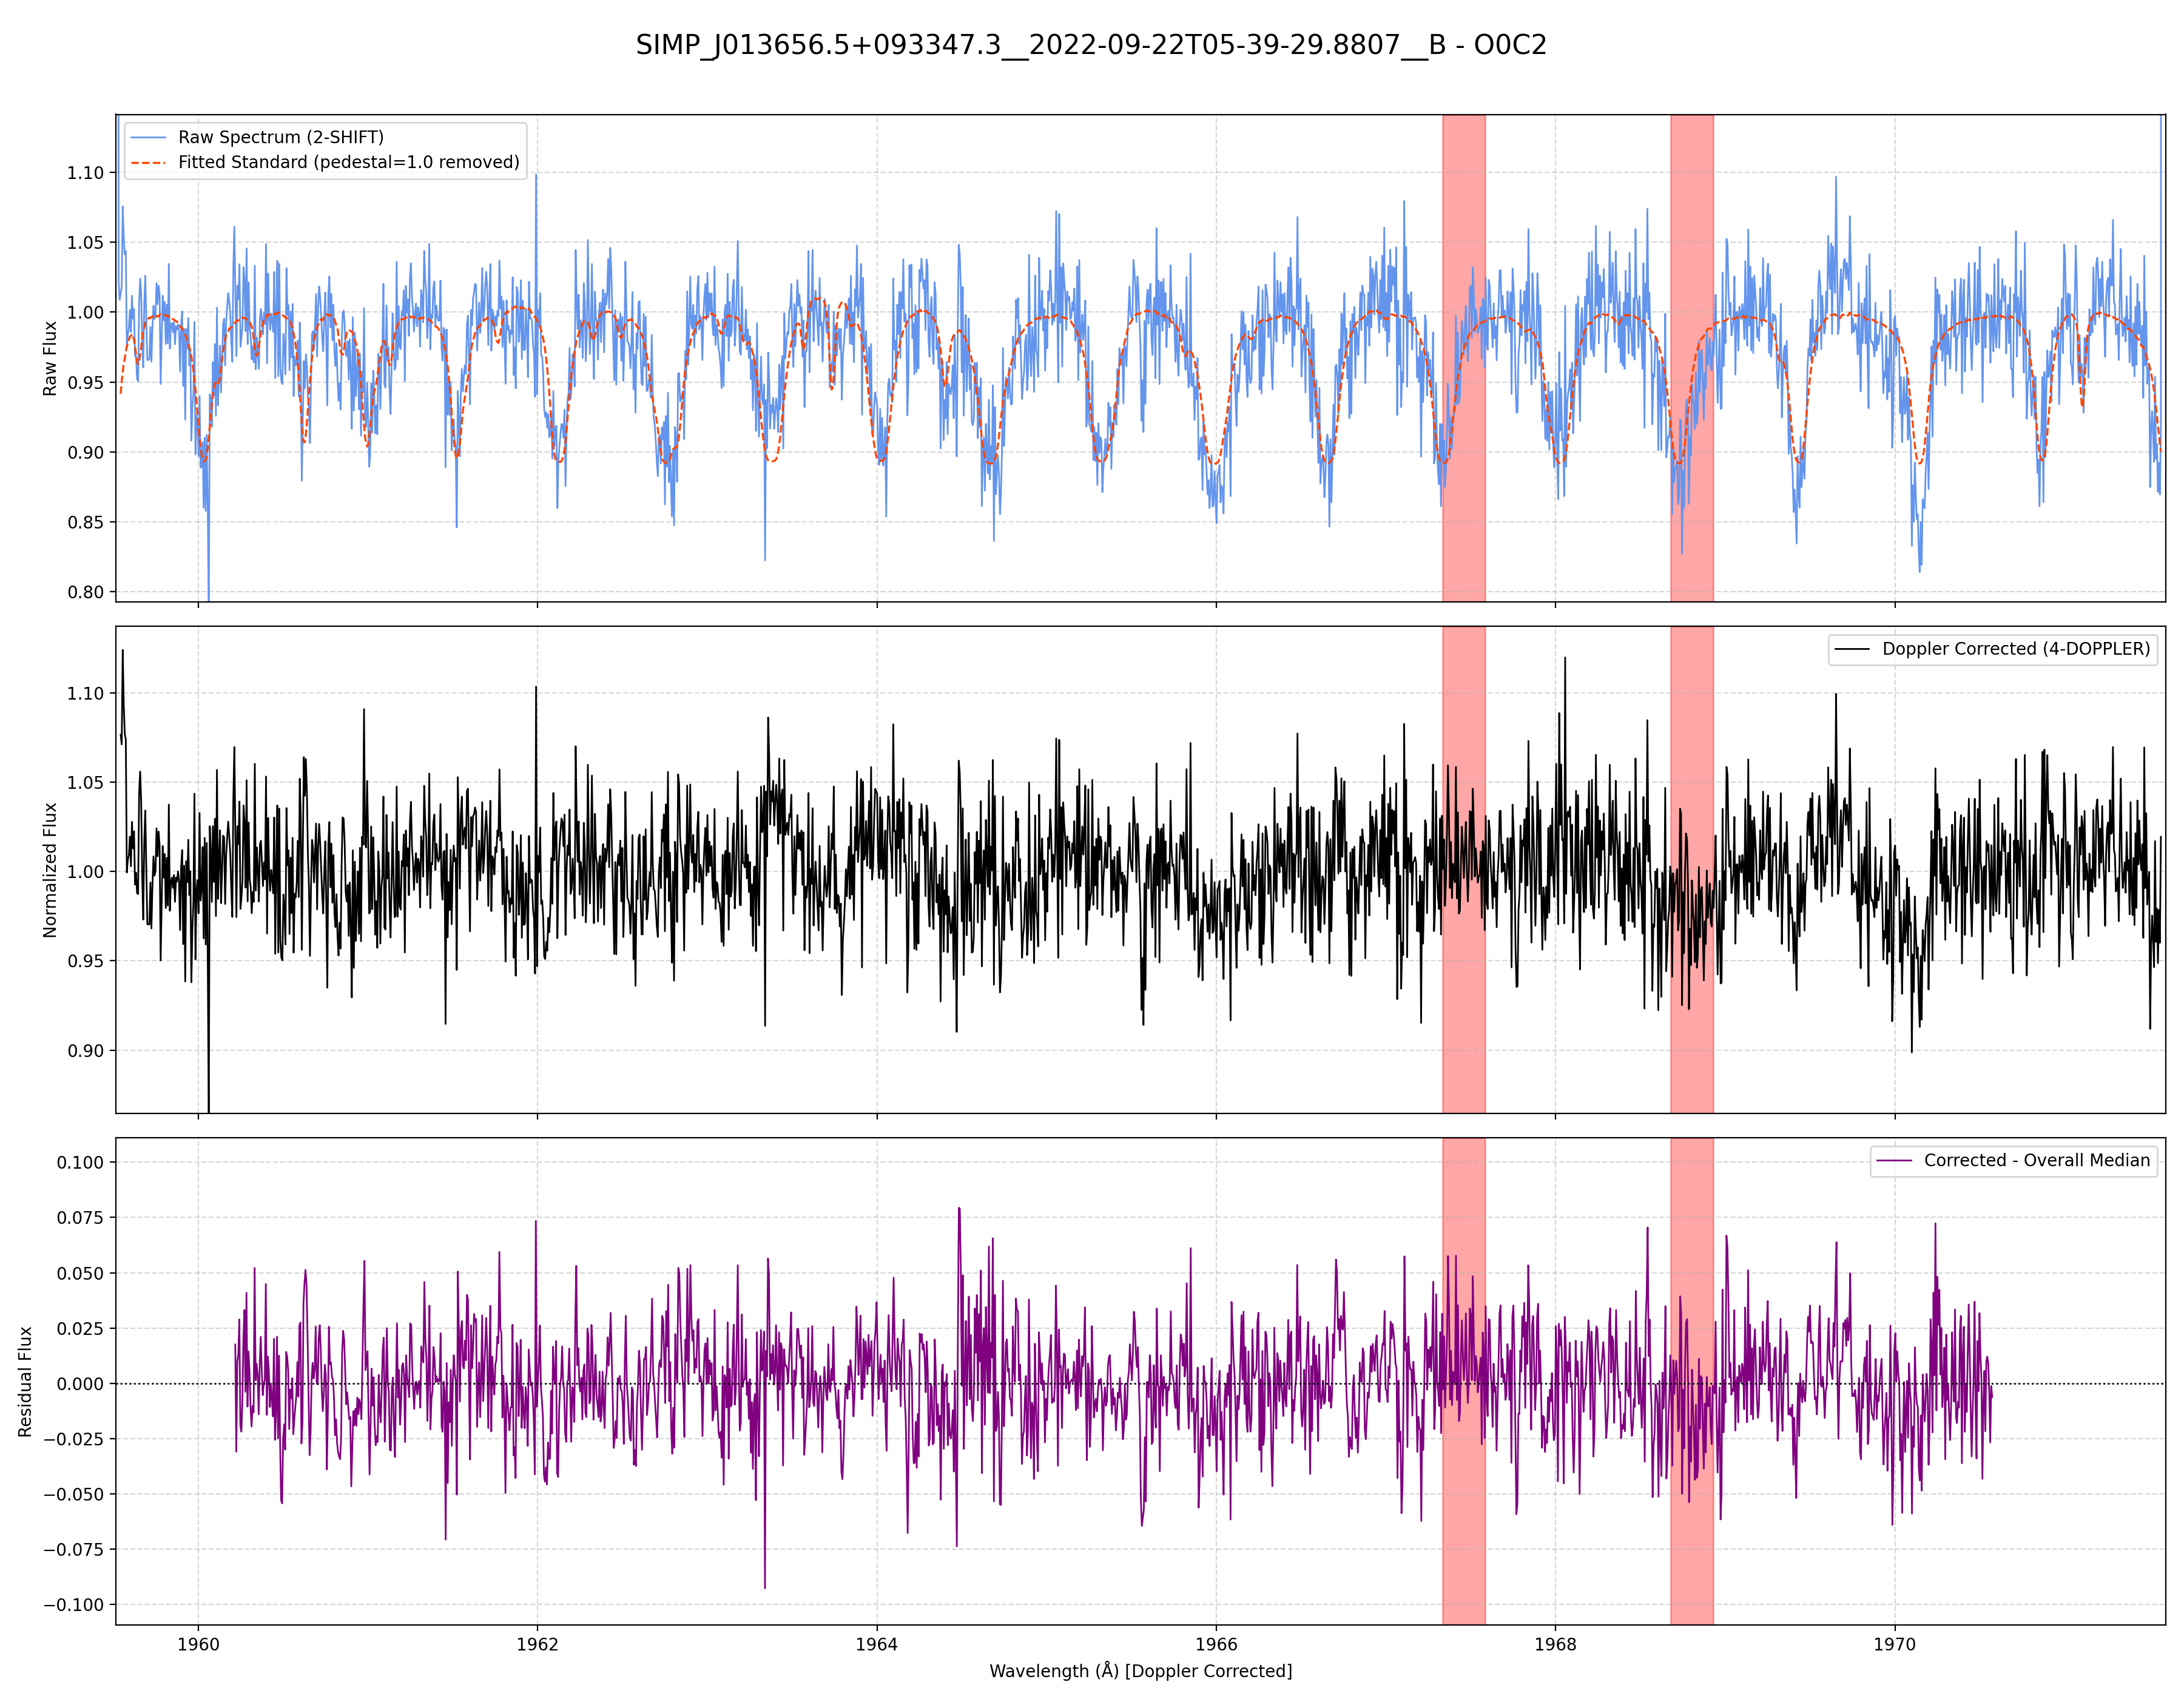 SIMP_J013656.5+093347.3__2022-09-22T05-39-29.8807__B - O0C2
Raw Spectrum (2-SHIFT)
Fitted Standard (pedestal=1.0 removed)
1.10
1.05
1.00
0.95
0.90
0.85
0.80
Raw Flux
Doppler Corrected (4-DOPPLER)
1.10
1.05
1.00
0.95
0.90
Normalized Flux
Corrected - Overall Median
0.100
0.075
0.050
0.025
0.000
−0.025
−0.050
−0.075
−0.100
Residual Flux
1960 1962 1964 1966 1968 1970
Wavelength (Å) [Doppler Corrected]